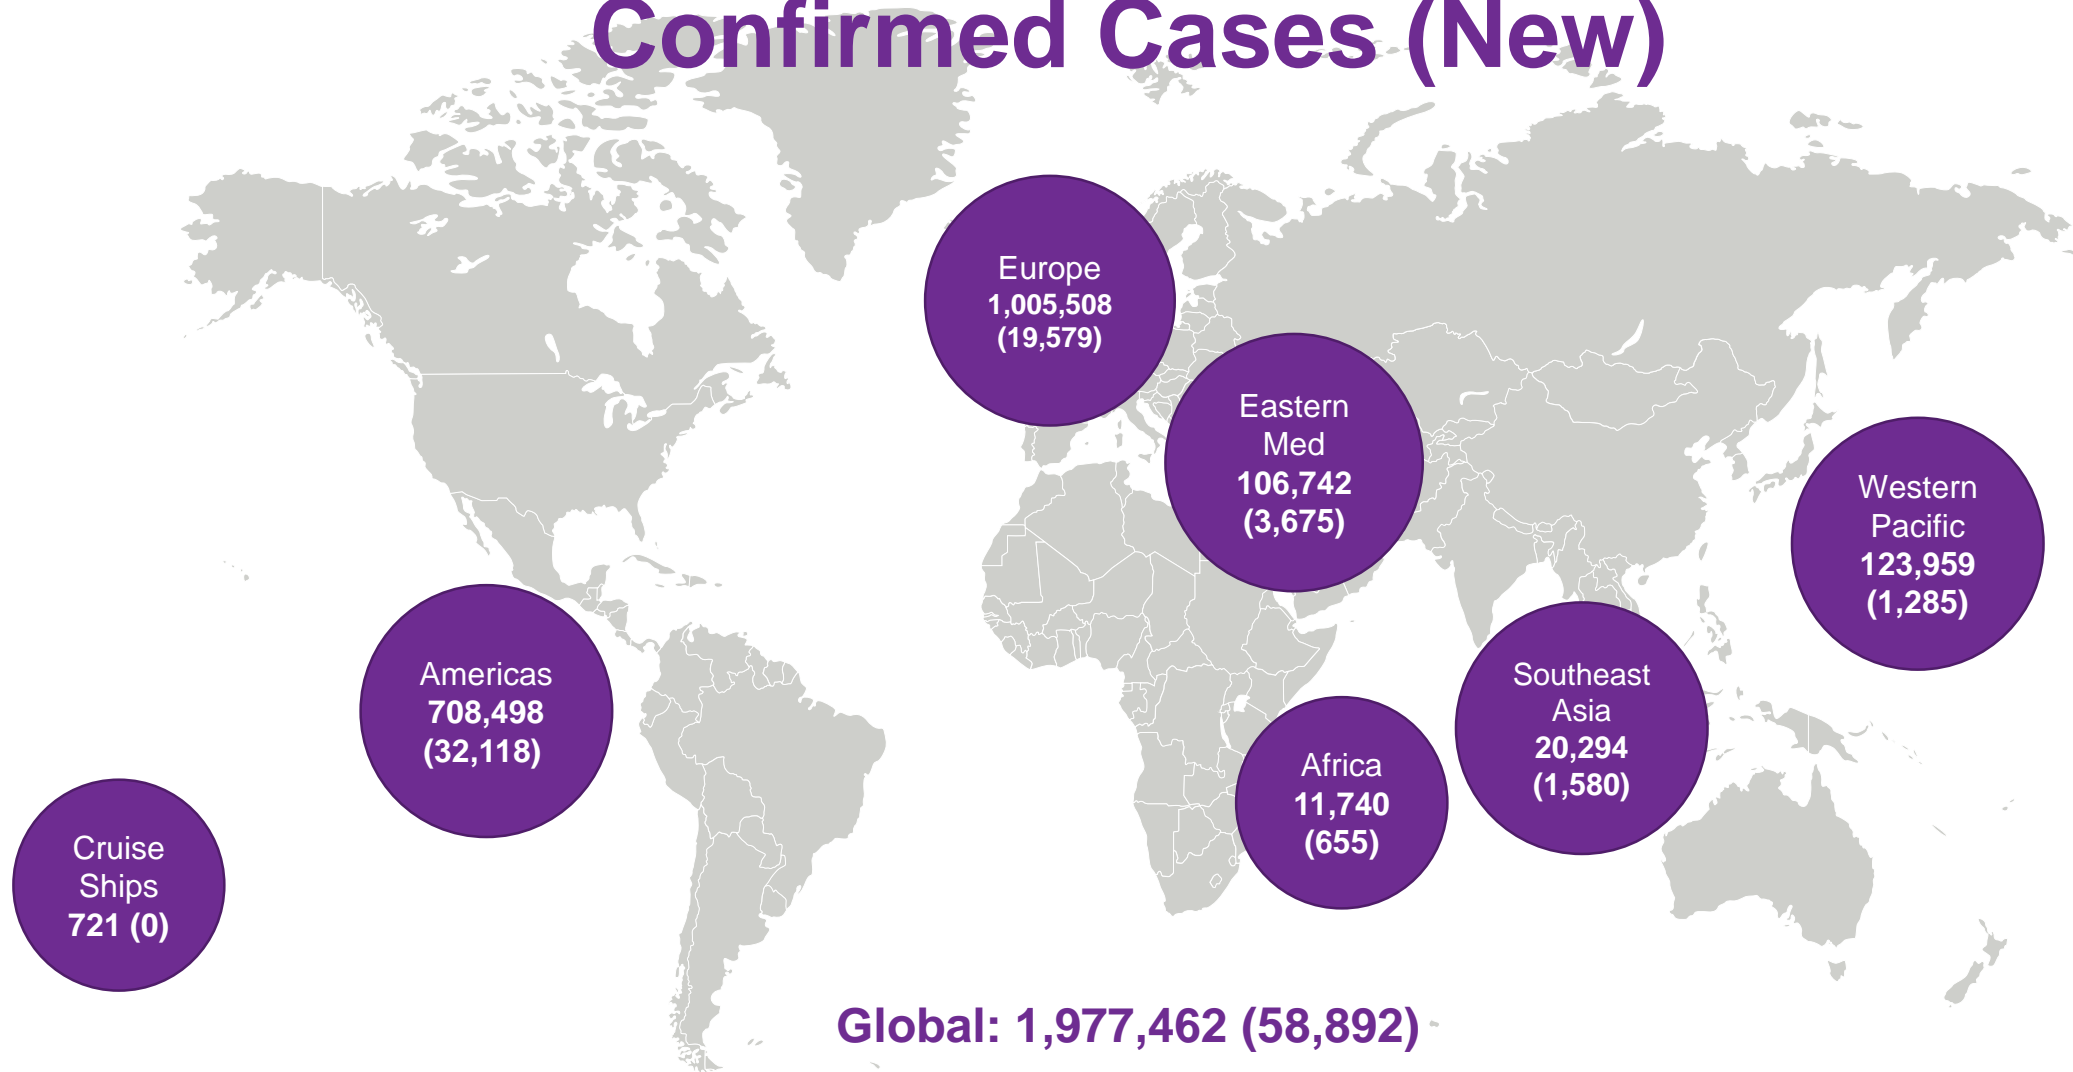 Confirmed Cases (New)
Europe
1,005,508
(19,579)
Eastern
Med
106,742
(3,675)
Western
Pacific
123,959
(1,285)
Americas
708,498
(32,118)
Southeast
Asia
20,294
(1,580)
Africa
11,740
(655)
Cruise
Ships
721 (0)
Global: 1,977,462 (58,892)